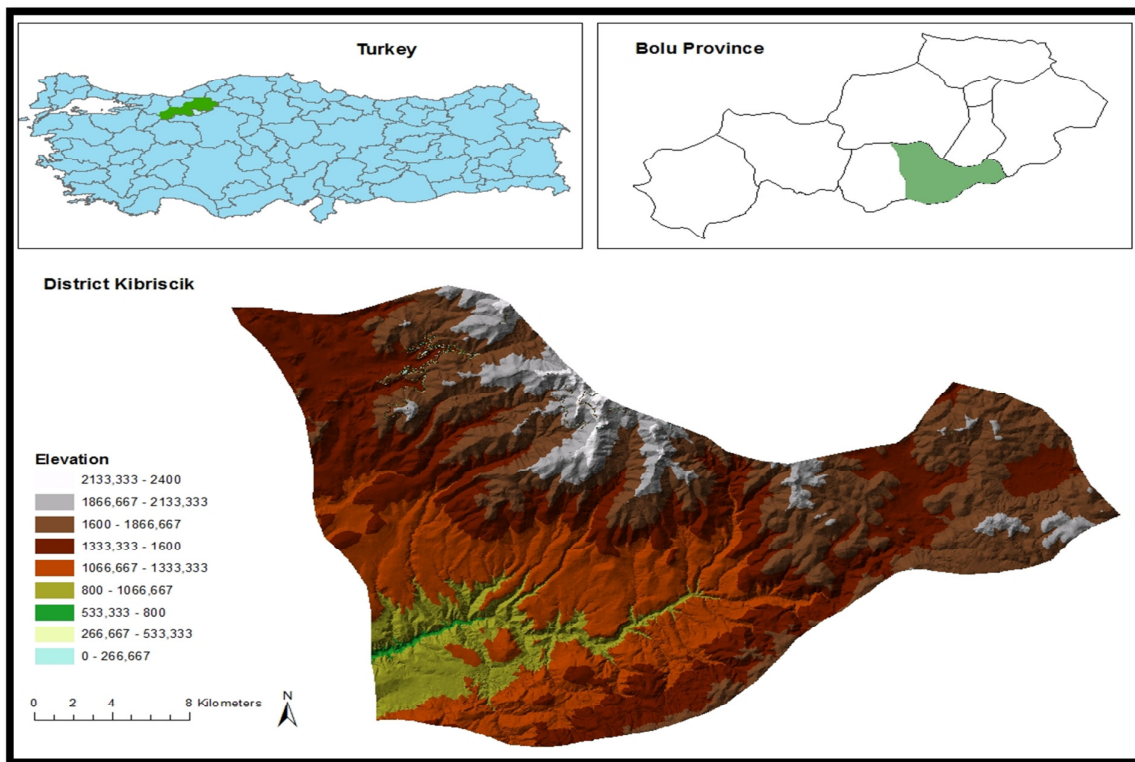 Turkey
Bolu Province
District Kibriscik
Elevation
2133,333 - 2400
1866,667 - 2133,333
1600 - 1866,667
1333,333 - 1600
1066,667 - 1333,333
800 - 1066,667
533,333 - 800
266,667 - 533,333
0 - 266,667
0 2 4 8 Kilometers
N